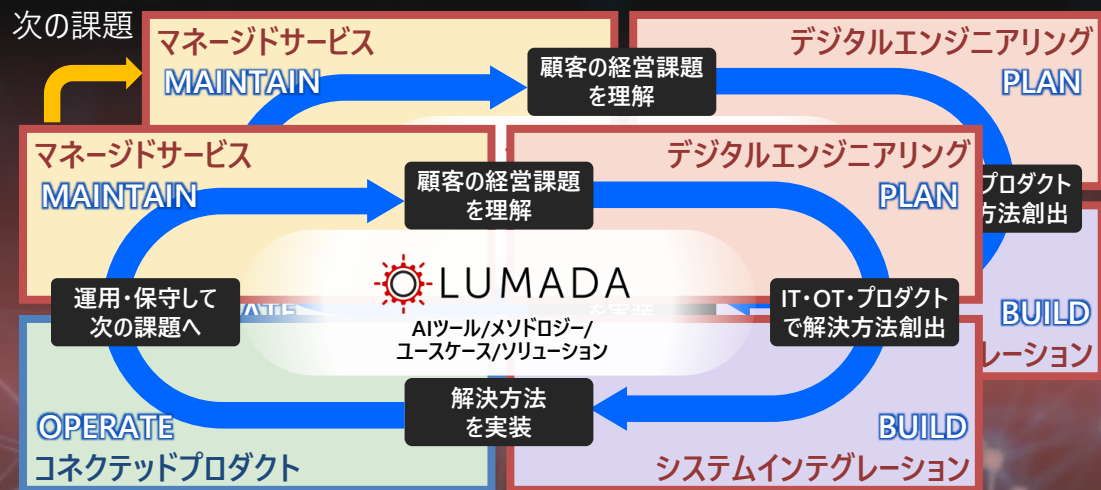 次の課題
マネージドサービス
MAINTAIN
顧客の経営課題
を理解
デジタルエンジニアリング
PLAN
プロダクト
方法創出
BUILD
レーション
マネージドサービス
MAINTAIN
顧客の経営課題
を理解
デジタルエンジニアリング
PLAN
運用・保守して
次の課題へ
LUMADA
AIツール/メソドロジー/
ユースケース/ソリューション
IT・OT・プロダクト
で解決方法創出
OPERATE
コネクテッドプロダクト
解決方法
を実装
BUILD
システムインテグレーション